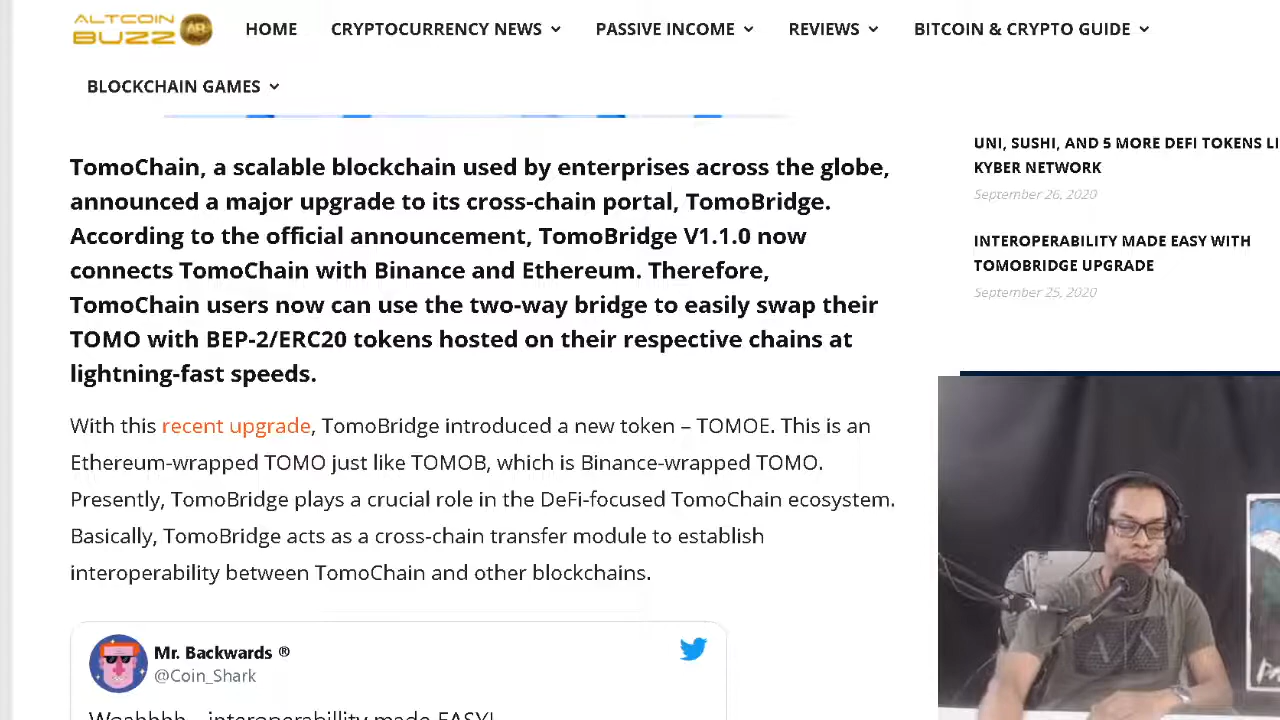 ALTCOIN
BUZZ AB
HOME
CRYPTOCURRENCY NEWS
PASSIVE INCOME
REVIEWS
BITCOIN & CRYPTO GUIDE
BLOCKCHAIN GAMES
TomoChain, a scalable blockchain used by enterprises across the globe,
announced a major upgrade to its cross-chain portal, TomoBridge.
According to the official announcement, TomoBridge V1.1.0 now
connects TomoChain with Binance and Ethereum. Therefore,
TomoChain users now can use the two-way bridge to easily swap their
TOMO with BEP-2/ERC20 tokens hosted on their respective chains at
lightning-fast speeds.
With this recent upgrade, TomoBridge introduced a new token – TOMOE. This is an
Ethereum-wrapped TOMO just like TOMOB, which is Binance-wrapped TOMO.
Presently, TomoBridge plays a crucial role in the DeFi-focused TomoChain ecosystem.
Basically, TomoBridge acts as a cross-chain transfer module to establish
interoperability between TomoChain and other blockchains.
Mr. Backwards ®
@Coin_Shark
Woahhhh - interoperabillity made EASY!
UNI, SUSHI, AND 5 MORE DEFI TOKENS LI
KYBER NETWORK
September 26, 2020
INTEROPERABILITY MADE EASY WITH
TOMOBRIDGE UPGRADE
September 25, 2020